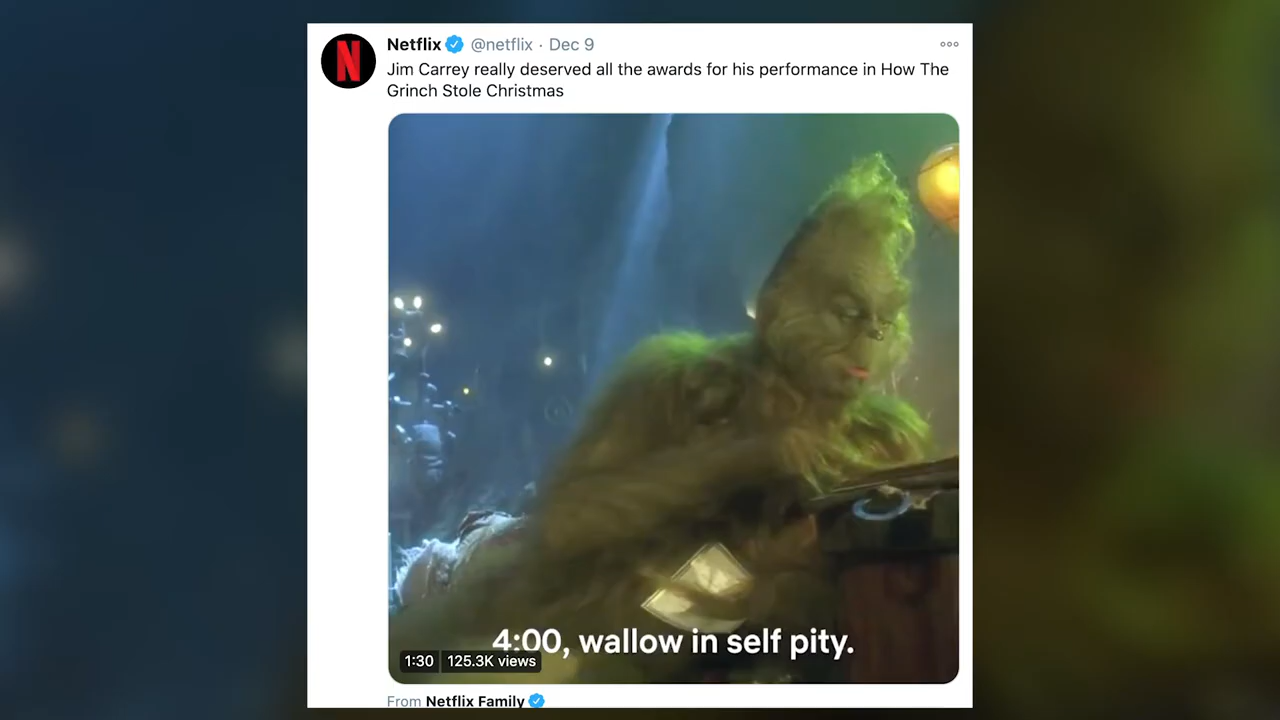 Netflix @netflix · Dec 9
Jim Carrey really deserved all the awards for his performance in How The
Grinch Stole Christmas
4:00, wallow in self pity.
1:30 125.3K views
From Netflix Family